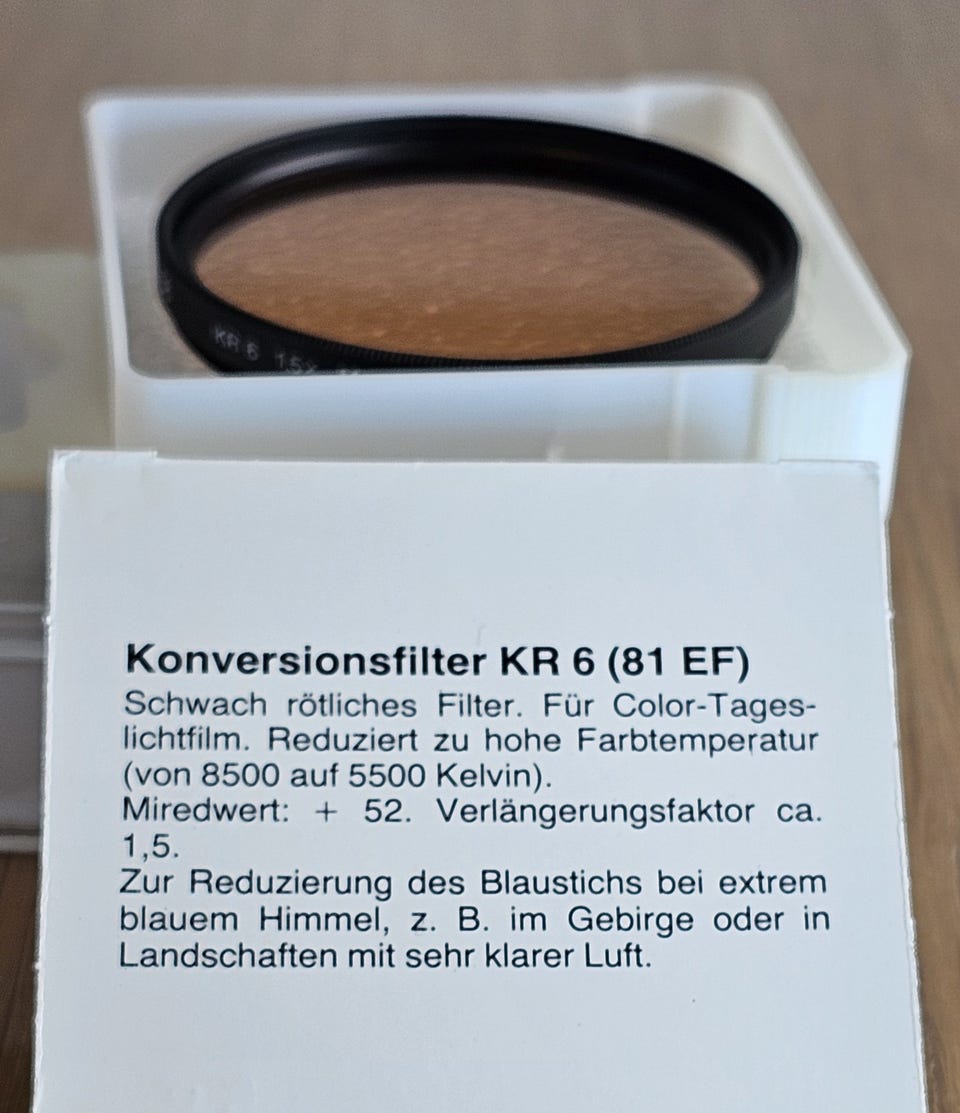 KR 6 1.5x
Konversionsfilter KR 6 (81 EF)
Schwach rötliches Filter. Für Color-Tages-
lichtfilm. Reduziert zu hohe Farbtemperatur
(von 8500 auf 5500 Kelvin).
Miredwert: + 52. Verlängerungsfaktor ca.
1,5.
Zur Reduzierung des Blaustichs bei extrem
blauem Himmel, z. B. im Gebirge oder in
Landschaften mit sehr klarer Luft.